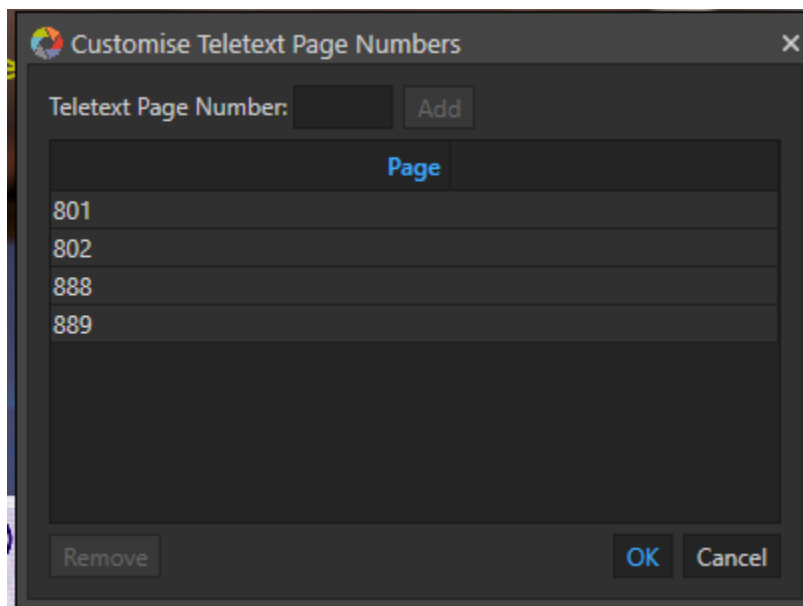 Customise Teletext Page Numbers
Teletext Page Number: Add
Page
801
802
888
889
Remove OK Cancel